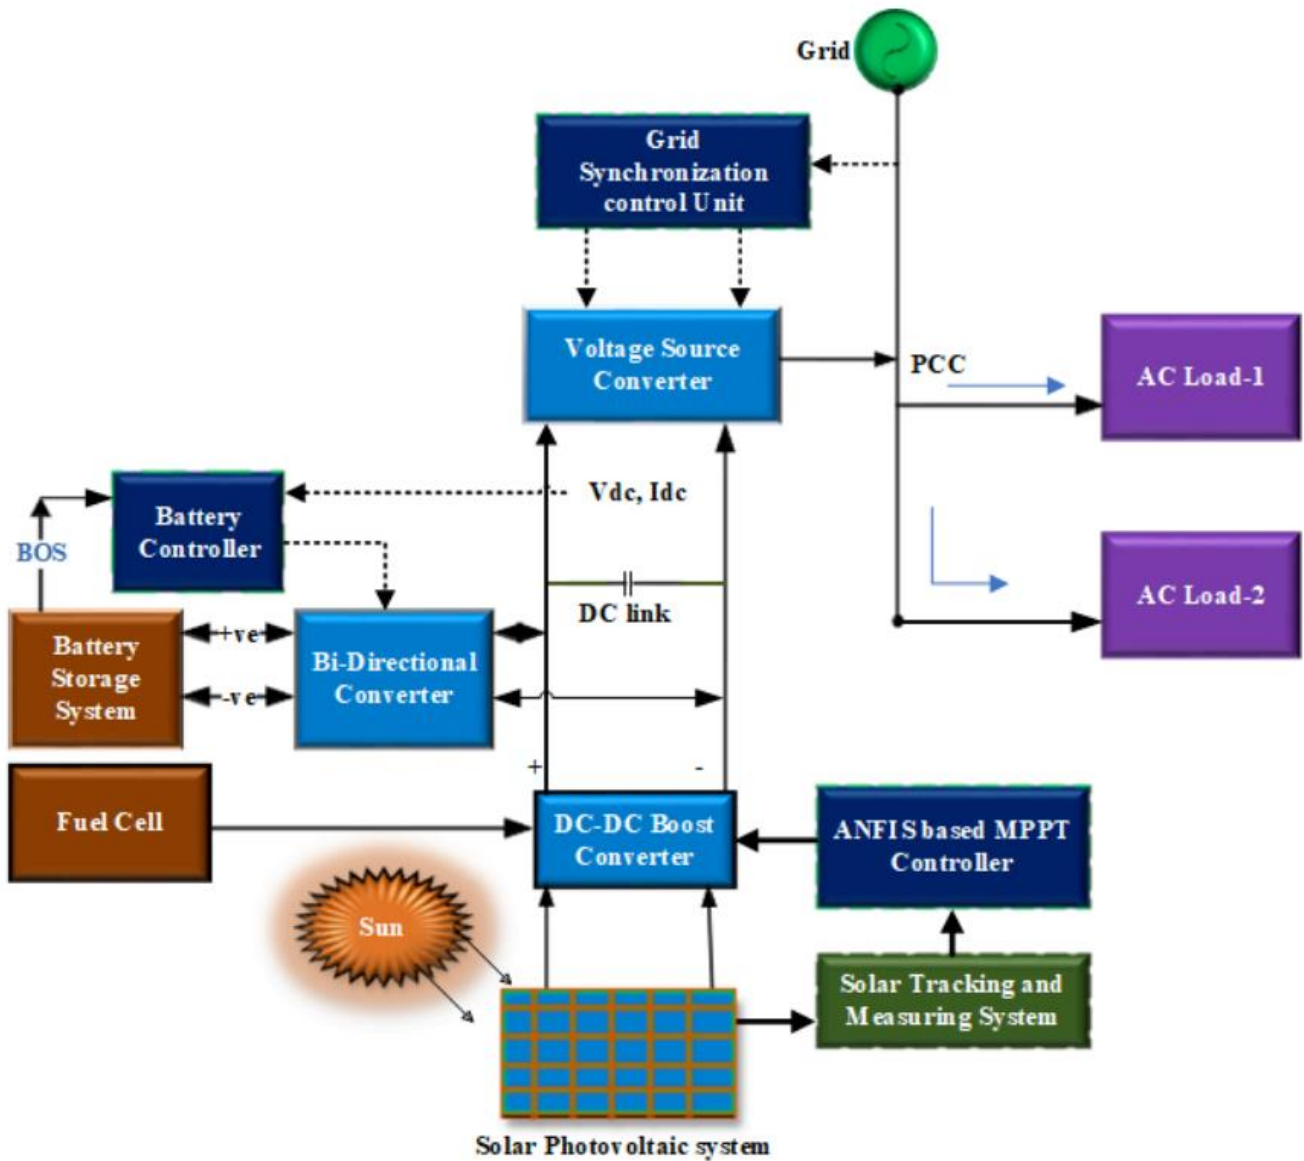 Grid
Grid
Synchronization
control Unit
Voltage Source
Converter
PCC
AC Load-1
Battery
Controller
Vdc, Idc
BOS
DC link
AC Load-2
Battery
Storage
System
+ve
-ve
Bi-Directional
Converter
+
-
Fuel Cell
DC-DC Boost
Converter
ANFIS based MPPT
Controller
Sun
Solar Tracking and
Measuring System
Solar Photovoltaic system